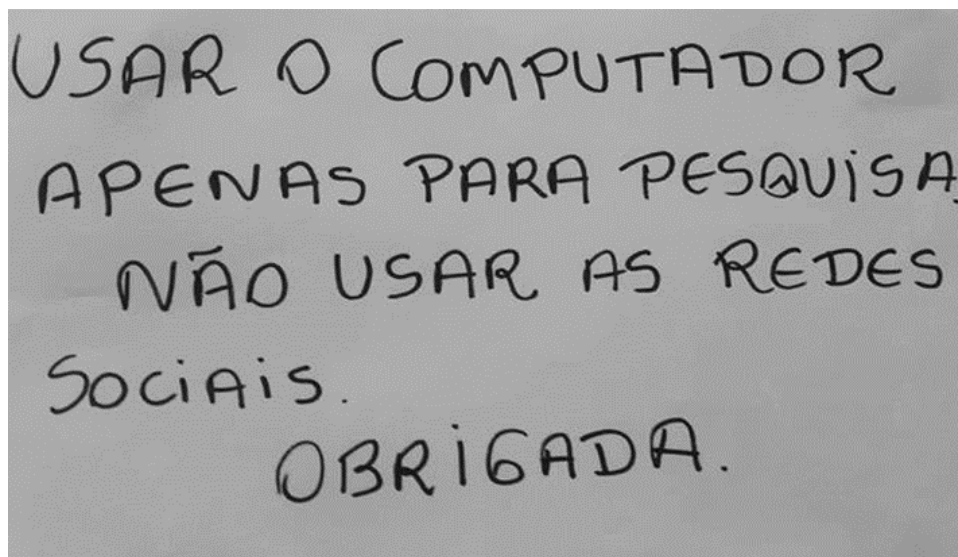 USAR O COMPUTADOR
APENAS PARA PESQUISA,
NÃO USAR AS REDES
SOCIAIS.
OBRIGADA.